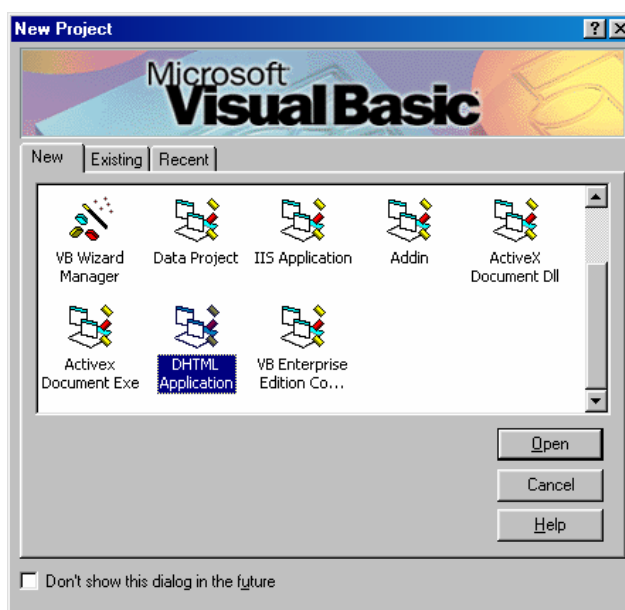 New Project
Microsoft
Visual Basic
New Existing Recent
VB Wizard Manager
Data Project
IIS Application
Addin
ActiveX Document Dll
Activex Document Exe
DHTML Application
VB Enterprise Edition Co...
Open
Cancel
Help
Don't show this dialog in the future